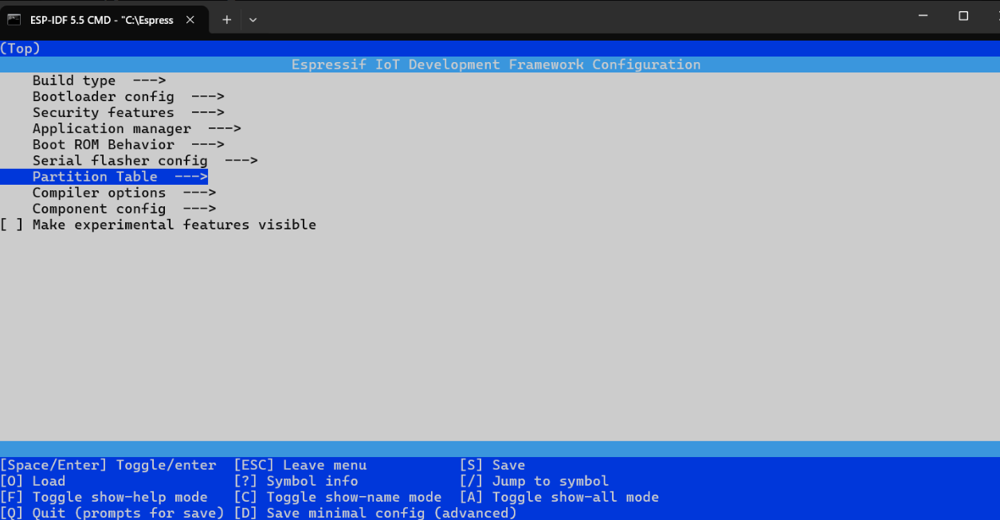 ESP-IDF 5.5 CMD - "C:\Espress
(Top)
Espressif IoT Development Framework Configuration
Build type --->
Bootloader config --->
Security features --->
Application manager --->
Boot ROM Behavior --->
Serial flasher config --->
Partition Table --->
Compiler options --->
Component config --->
[ ] Make experimental features visible
[Space/Enter] Toggle/enter [ESC] Leave menu [S] Save
[O] Load [?] Symbol info [/] Jump to symbol
[F] Toggle show-help mode [C] Toggle show-name mode [A] Toggle show-all mode
[Q] Quit (prompts for save) [D] Save minimal config (advanced)